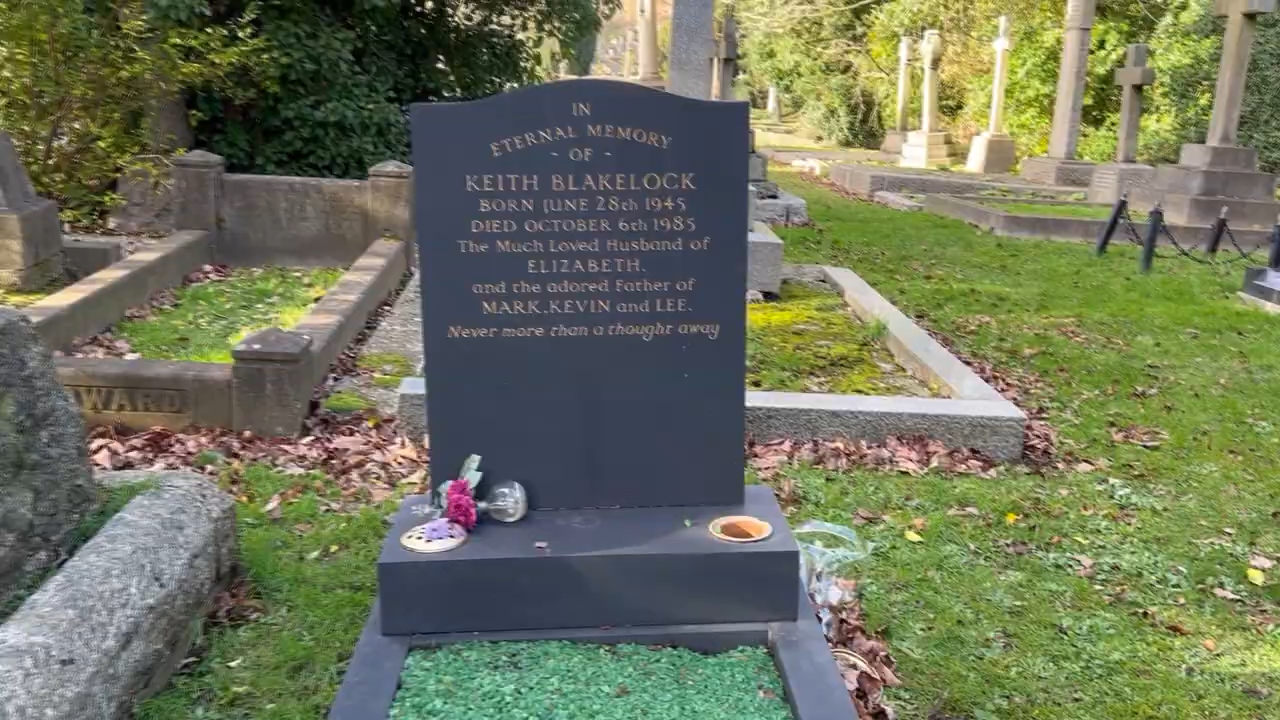 IN
ETERNAL MEMORY
- OF -
KEITH BLAKELOCK
BORN JUNE 28th 1945
DIED OCTOBER 6th 1985
The Much Loved Husband of
ELIZABETH.
and the adored Father of
MARK.KEVIN and LEE.
Never more than a thought away
WARD